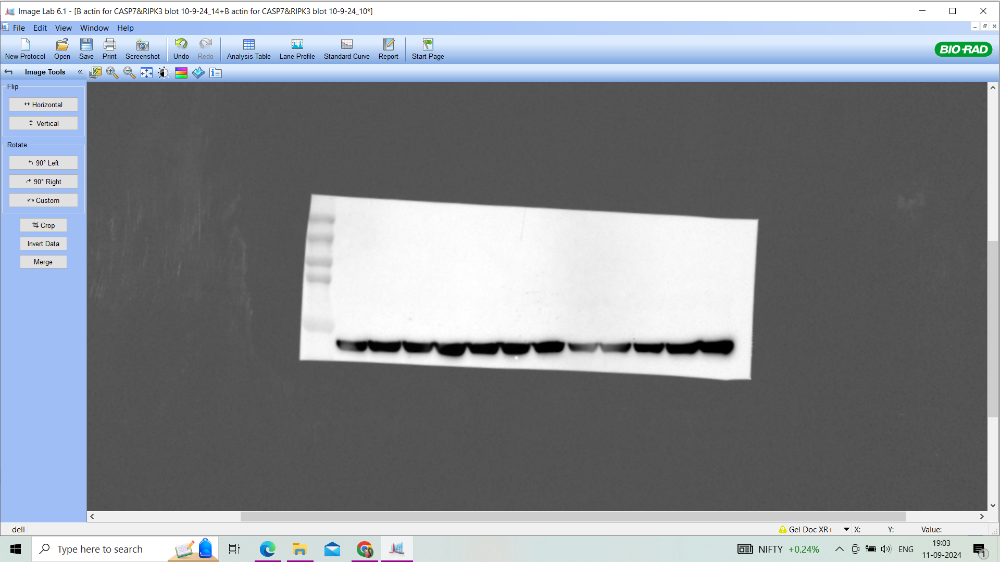 Image Lab 6.1 - [B actin for CASP7&RIPK3 blot 10-9-24_14+B actin for CASP7&RIPK3 blot 10-9-24_10*]
File Edit View Window Help
New Protocol Open Save Print Screenshot Undo Redo Analysis Table Lane Profile Standard Curve Report Start Page
BIO-RAD
Image Tools
Flip
Horizontal
Vertical
Rotate
90° Left
90° Right
Custom
Crop
Invert Data
Merge
dell
Gel Doc XR+ X: Y: Value:
Type here to search
NIFTY +0.24%
ENG
19:03
11-09-2024
1